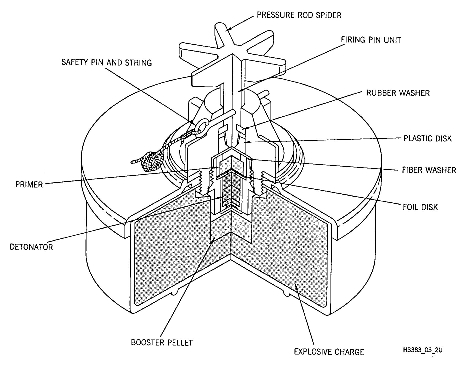 PRESSURE ROD SPIDER
FIRING PIN UNIT
SAFETY PIN AND STRING
RUBBER WASHER
PLASTIC DISK
FIBER WASHER
PRIMER
FOIL DISK
DETONATOR
BOOSTER PELLET
EXPLOSIVE CHARGE
H3383_03_2U